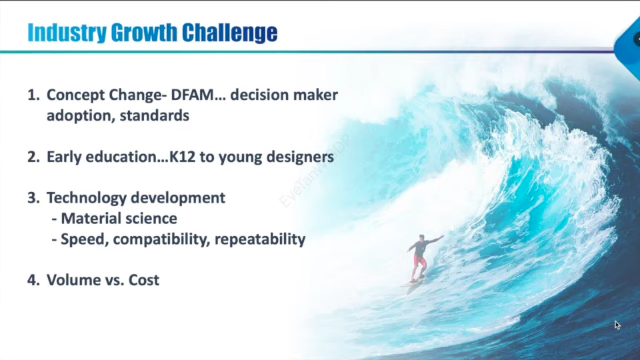 Industry Growth Challenge
1. Concept Change- DFAM... decision maker
adoption, standards
2. Early education...K12 to young designers
3. Technology development
- Material science
- Speed, compatibility, repeatability
4. Volume vs. Cost